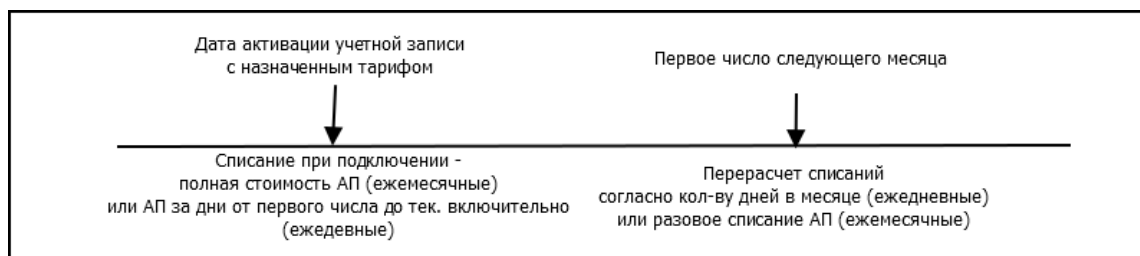 Дата активации учетной записи
с назначенным тарифом
Первое число следующего месяца
Списание при подключении -
полная стоимость АП (ежемесячные)
или АП за дни от первого числа до тек. включительно
(ежедевные)
Перерасчет списаний
согласно кол-ву дней в месяце (ежедневные)
или разовое списание АП (ежемесячные)